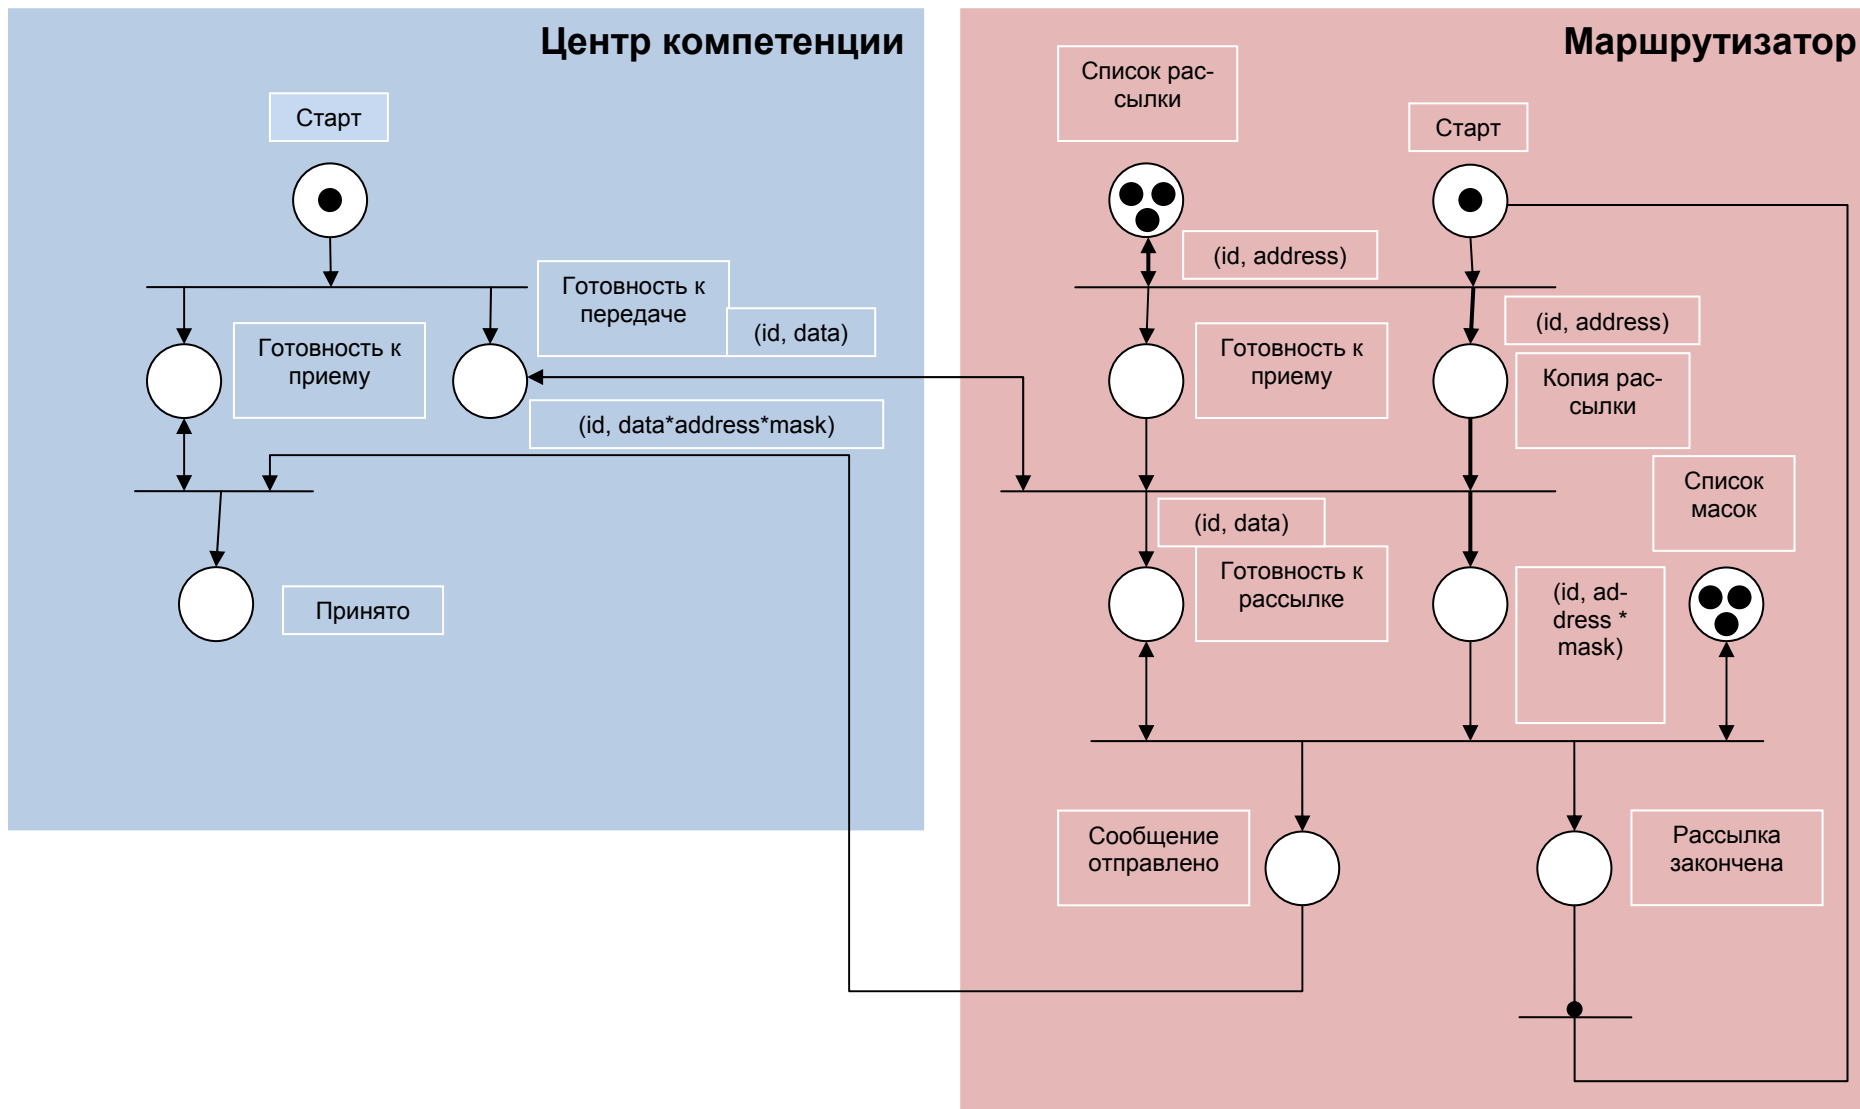 Центр компетенции
Маршрутизатор
Старт
Список рас-
сылки
Старт
(id, address)
Готовность к
передаче
(id, data)
(id, address)
Готовность к
приему
Готовность к
приему
Копия рас-
сылки
(id, data*address*mask)
Список
масок
(id, data)
Готовность к
рассылке
(id, ad-
dress *
mask)
Принято
Сообщение
отправлено
Рассылка
закончена